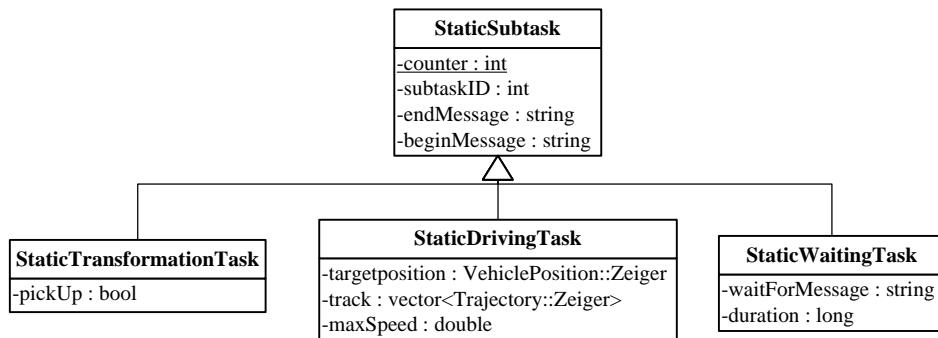 StaticSubtask
-counter : int
-subtaskID : int
-endMessage : string
-beginMessage : string
StaticTransformationTask
-pickUp : bool
StaticDrivingTask
-targetposition : VehiclePosition::Zeiger
-track : vector<Trajectory::Zeiger>
-maxSpeed : double
StaticWaitingTask
-waitForMessage : string
-duration : long